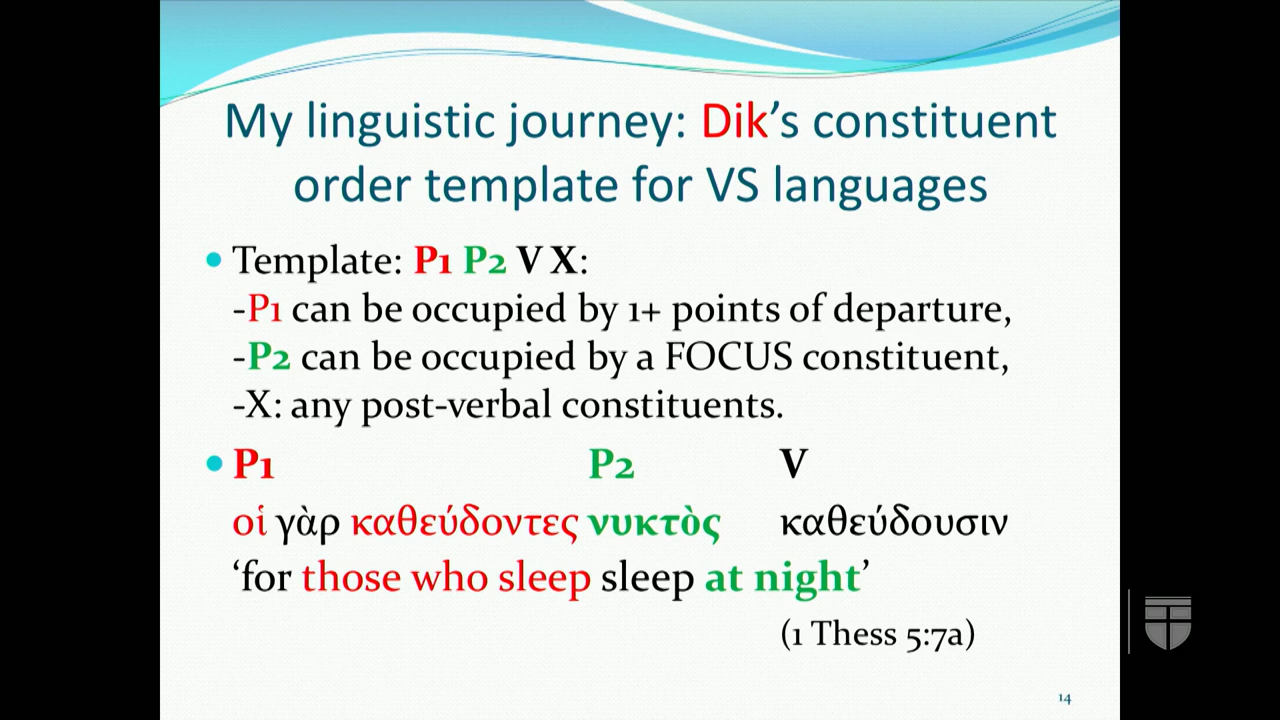 My linguistic journey: Dik's constituent
order template for VS languages
• Template: P1 P2 V X:
-P1 can be occupied by 1+ points of departure,
-P2 can be occupied by a FOCUS constituent,
-X: any post-verbal constituents.
• P1 P2 V
οἱ γὰρ καθεύδοντες νυκτὸς καθεύδουσιν
‘for those who sleep sleep at night’
(1 Thess 5:7a)
14